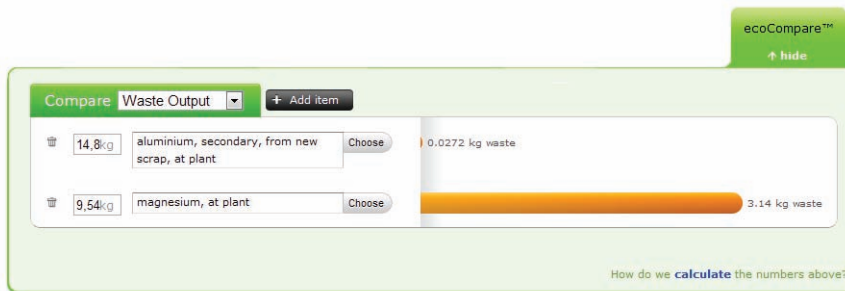 ecoCompare™
hide
Compare Waste Output + Add item
14,8kg aluminium, secondary, from new scrap, at plant Choose 0.0272 kg waste
9,54kg magnesium, at plant Choose 3.14 kg waste
How do we calculate the numbers above?